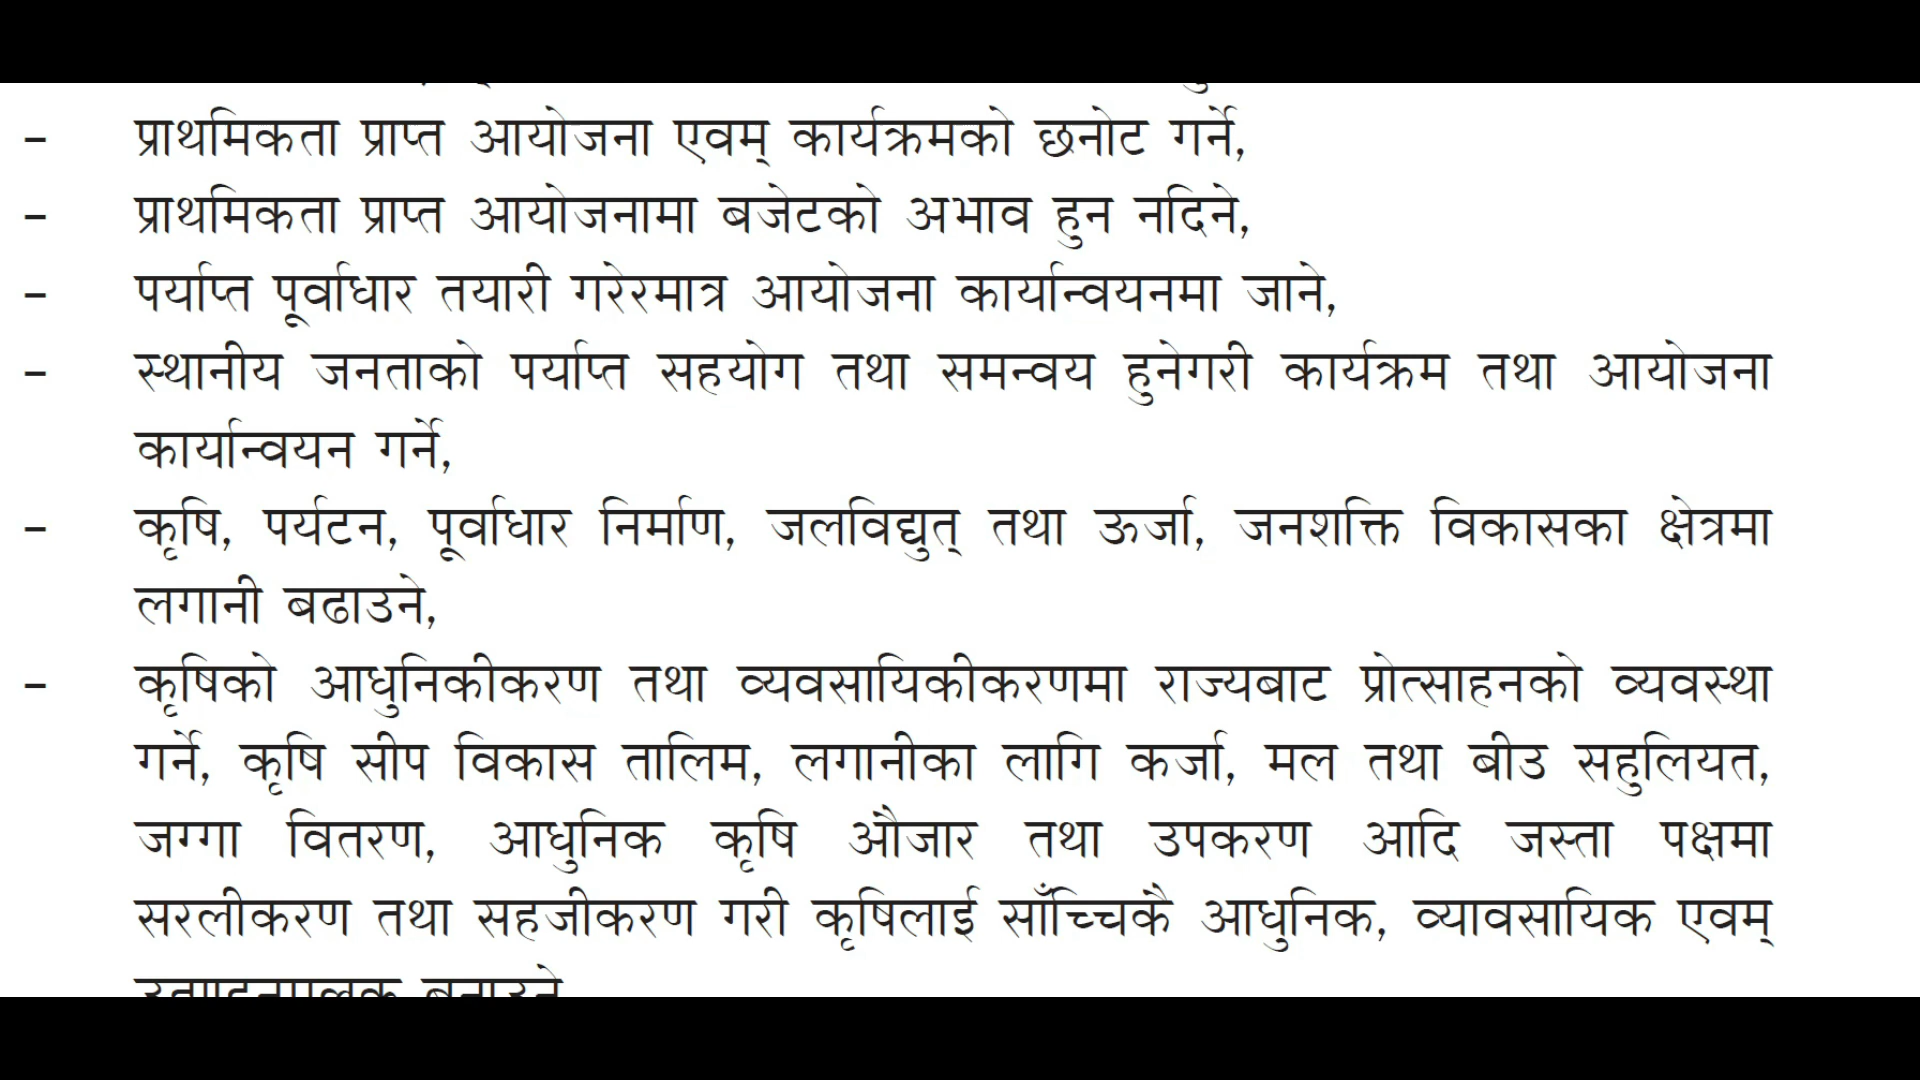 - प्राथमिकता प्राप्त आयोजना एवम् कार्यक्रमको छनोट गर्ने,
- प्राथमिकता प्राप्त आयोजनामा बजेटको अभाव हुन नदिने,
- पर्याप्त पूर्वाधार तयारी गरेरमात्र आयोजना कार्यान्वयनमा जाने,
- स्थानीय जनताको पर्याप्त सहयोग तथा समन्वय हुनेगरी कार्यक्रम तथा आयोजना
कार्यान्वयन गर्ने,
- कृषि, पर्यटन, पूर्वाधार निर्माण, जलविद्युत् तथा ऊर्जा, जनशक्ति विकासका क्षेत्रमा
लगानी बढाउने,
- कृषिको आधुनिकीकरण तथा व्यवसायिकीकरणमा राज्यबाट प्रोत्साहनको व्यवस्था
गर्ने, कृषि सीप विकास तालिम, लगानीका लागि कर्जा, मल तथा बीउ सहुलियत,
जग्गा वितरण, आधुनिक कृषि औजार तथा उपकरण आदि जस्ता पक्षमा
सरलीकरण तथा सहजीकरण गरी कृषिलाई साँच्चिकै आधुनिक, व्यावसायिक एवम्
बनाउने